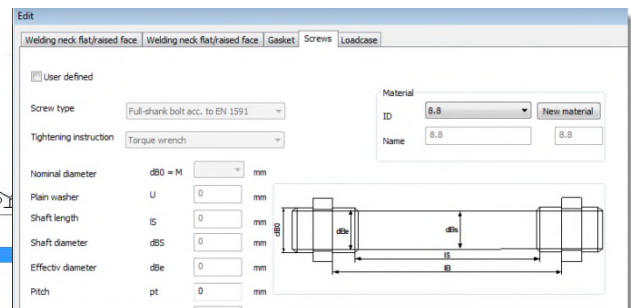 Edit
Welding neck flat/raised face Welding neck flat/raised face Gasket Screws Loadcase
User defined
Material
Screw type Full-shank bolt acc. to EN 1591
ID 8.8 New material
Tightening instruction Torque wrench
Name 8.8 8.8
Nominal diameter dB0 = M mm
Plain washer U 0 mm
Shaft length lS 0 mm
Shaft diameter dBS 0 mm
Effectiv diameter dBe 0 mm
Pitch pt 0 mm
dB0 dBe dBs
lS
lB